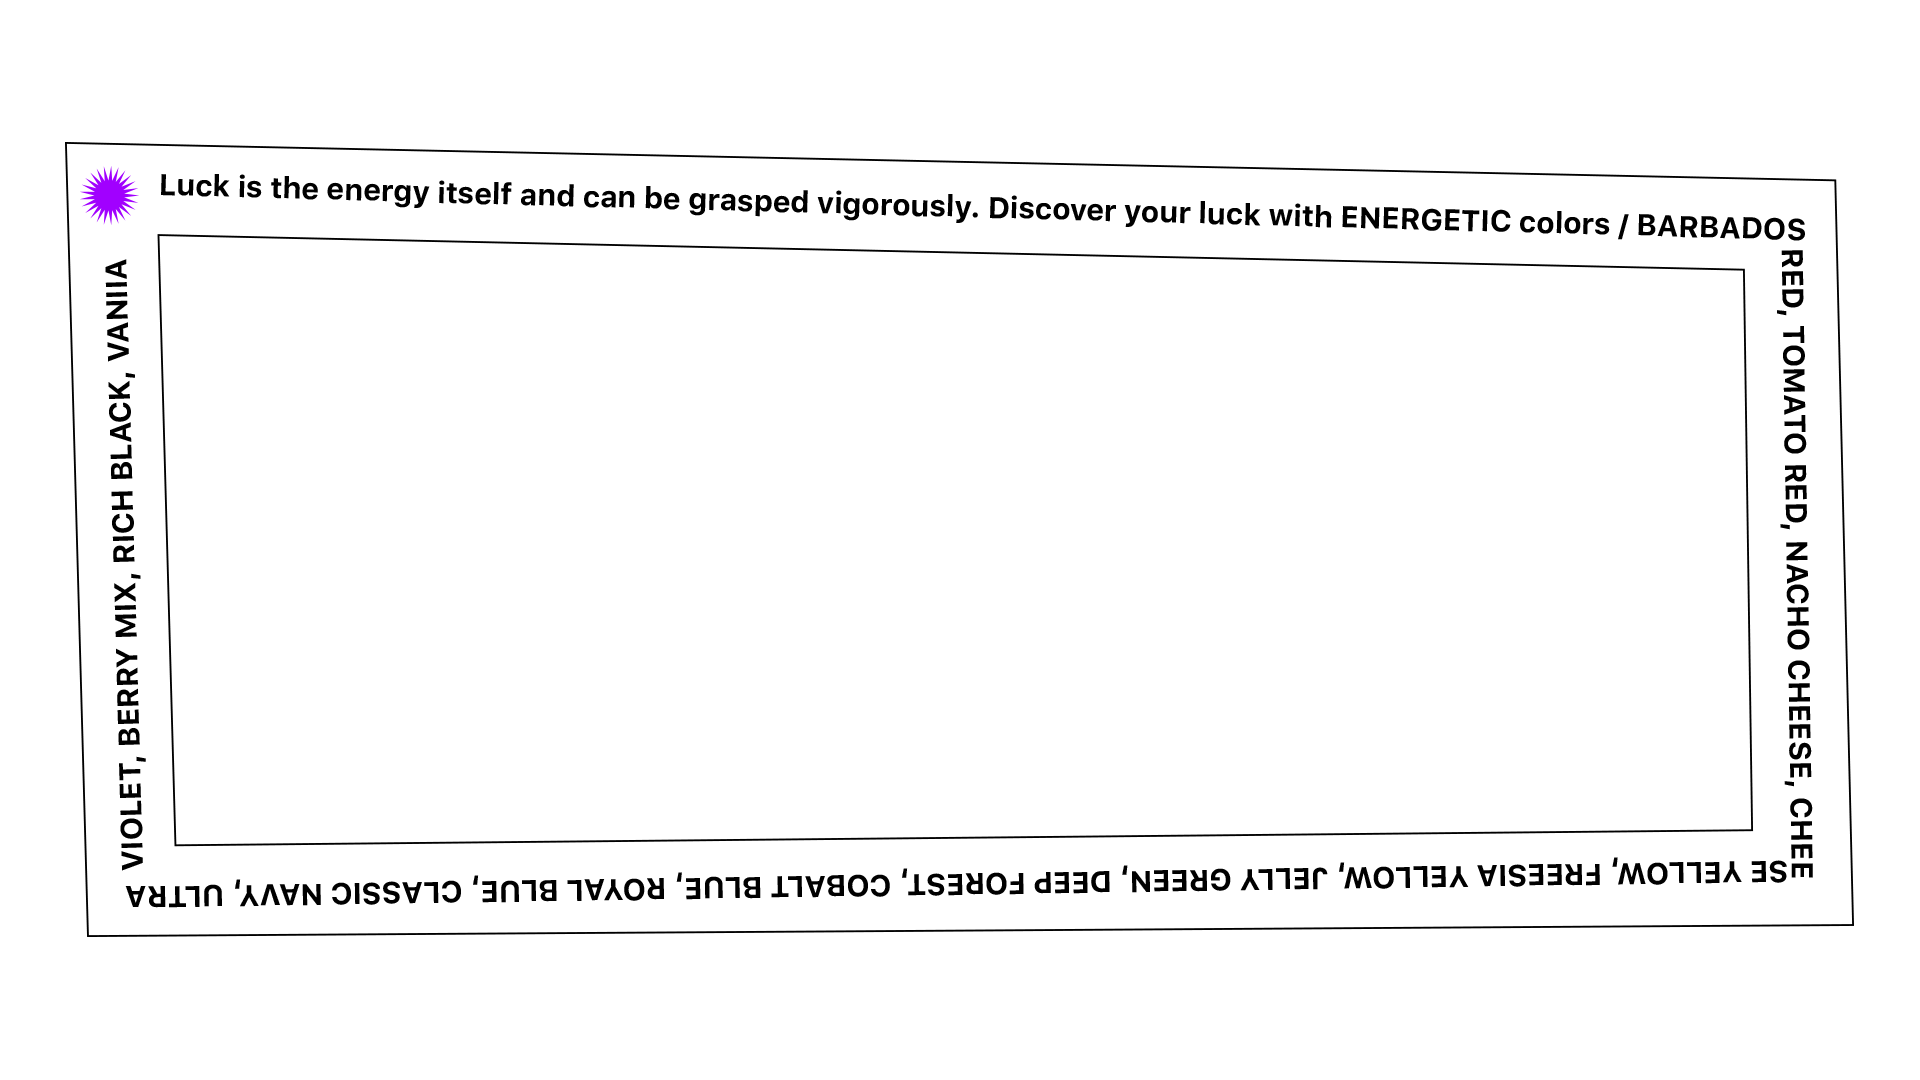 Luck is the energy itself and can be grasped vigorously. Discover your luck with ENERGETIC colors / BARBADOS
RED, TOMATO RED, NACHO CHEESE, CHEE
SE YELLOW, FREESIA YELLOW, JELLY GREEN, DEEP FOREST, COBALT BLUE, ROYAL BLUE, CLASSIC NAVY, ULTRA
VIOLET, BERRY MIX, RICH BLACK, VANIIA